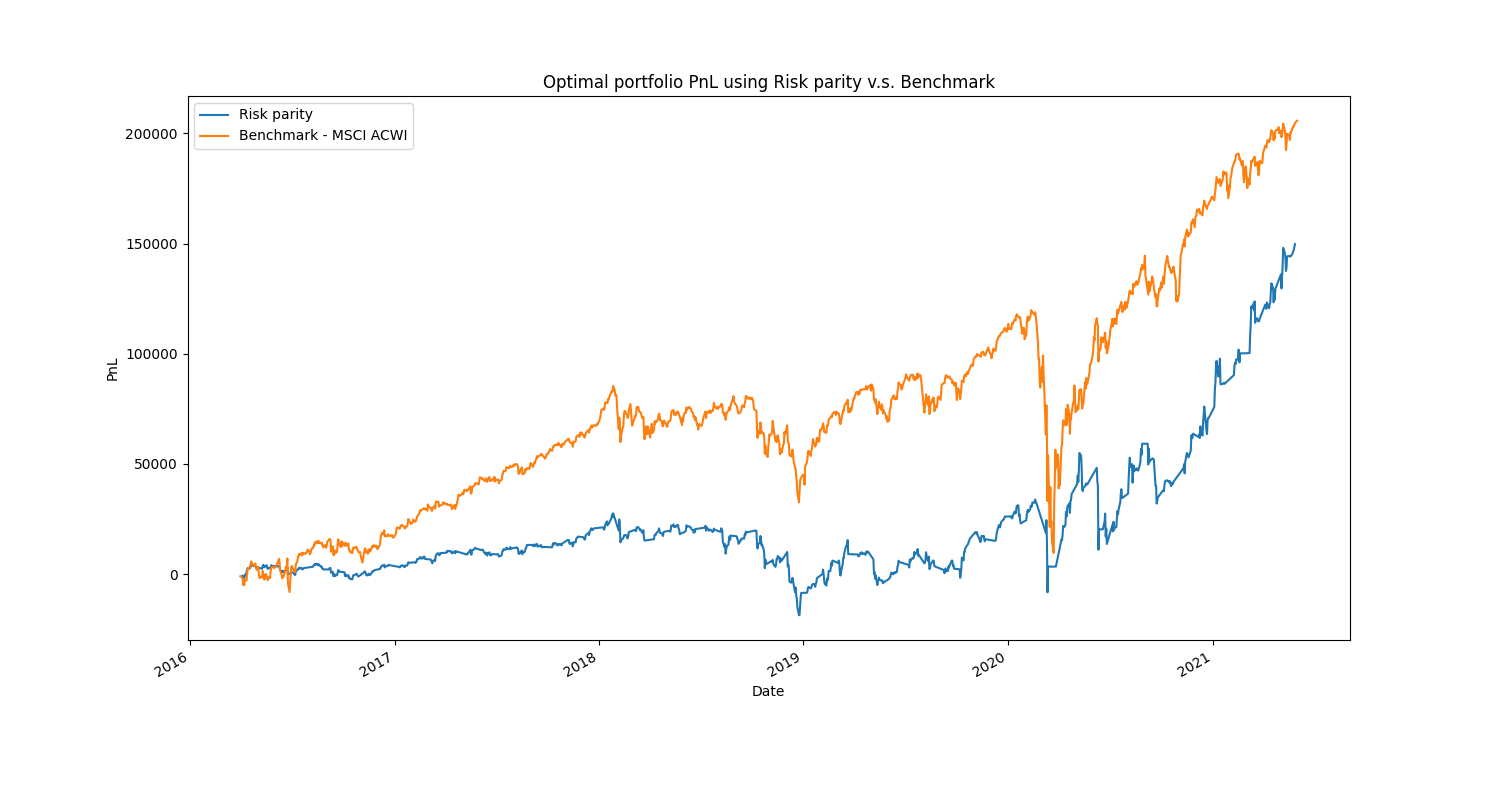 Optimal portfolio PnL using Risk parity v.s. Benchmark
Risk parity
Benchmark - MSCI ACWI
200000
150000
100000
50000
0
PnL
2016
2017
2018
2019
2020
2021
Date